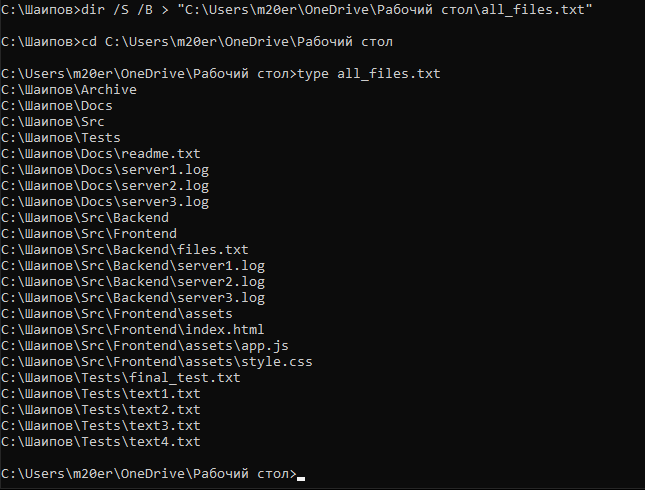 C:\Шаипов>dir /S /B > "C:\Users\m20er\OneDrive\Рабочий стол\all_files.txt"
C:\Шаипов>cd C:\Users\m20er\OneDrive\Рабочий стол
C:\Users\m20er\OneDrive\Рабочий стол>type all_files.txt
C:\Шаипов\Archive
C:\Шаипов\Docs
C:\Шаипов\Src
C:\Шаипов\Tests
C:\Шаипов\Docs\readme.txt
C:\Шаипов\Docs\server1.log
C:\Шаипов\Docs\server2.log
C:\Шаипов\Docs\server3.log
C:\Шаипов\Src\Backend
C:\Шаипов\Src\Frontend
C:\Шаипов\Src\Backend\files.txt
C:\Шаипов\Src\Backend\server1.log
C:\Шаипов\Src\Backend\server2.log
C:\Шаипов\Src\Backend\server3.log
C:\Шаипов\Src\Frontend\assets
C:\Шаипов\Src\Frontend\index.html
C:\Шаипов\Src\Frontend\assets\app.js
C:\Шаипов\Src\Frontend\assets\style.css
C:\Шаипов\Tests\final_test.txt
C:\Шаипов\Tests\text1.txt
C:\Шаипов\Tests\text2.txt
C:\Шаипов\Tests\text3.txt
C:\Шаипов\Tests\text4.txt
C:\Users\m20er\OneDrive\Рабочий стол>